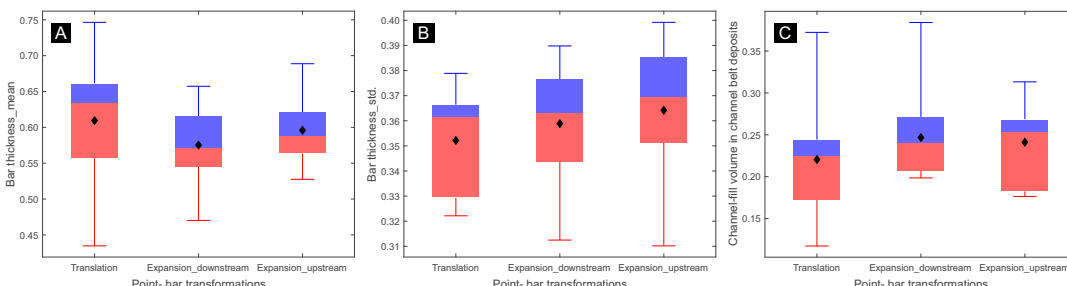 A
Bar thickness_mean
0.75
0.70
0.65
0.60
0.55
0.50
0.45
Translation Expansion_downstream Expansion_upstream
Point- bar transformations
B
Bar thickness_std.
0.40
0.39
0.38
0.37
0.36
0.35
0.34
0.33
0.32
0.31
Translation Expansion_downstream Expansion_upstream
Point- bar transformations
C
Channel-fill volume in channel belt deposits
0.35
0.30
0.25
0.20
0.15
Translation Expansion_downstream Expansion_upstream
Point- bar transformations